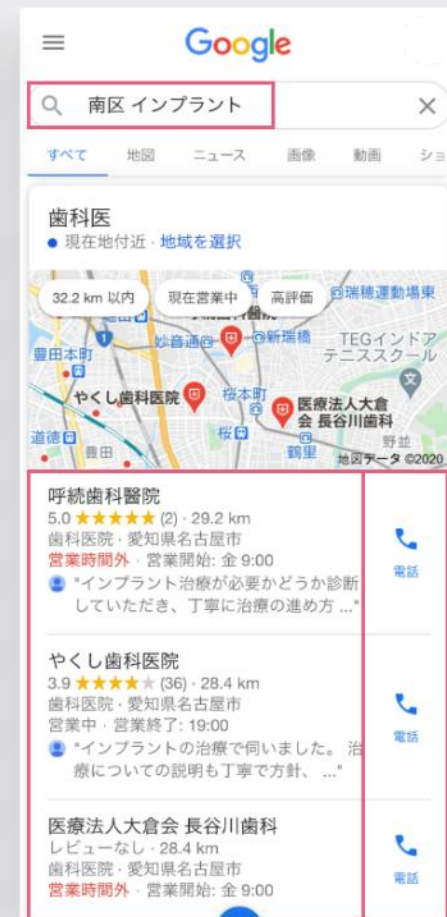 Google
南区 インプラント
すべて 地図 ニュース 画像 動画 ショ
歯科医
現在地付近・地域を選択
32.2 km 以内 現在営業中 高評価 瑞穂運動場東
妙音通 新瑞橋 TEGインドア
テニススクール
豊田本町
やくし歯科医院 桜本町 医療法人大倉
会 長谷川歯科
道徳 桜 野並
豊田 鶴里 地図データ ©2020
呼続歯科醫院
5.0 ★★★★★ (2)・29.2 km
歯科医院・愛知県名古屋市
営業時間外・営業開始: 金 9:00
"インプラント治療が必要かどうか診断
していただき、丁寧に治療の進め方 ..."
電話
やくし歯科医院
3.9 ★★★★★ (36)・28.4 km
歯科医院・愛知県名古屋市
営業中・営業終了: 19:00
"インプラントの治療で伺いました。 治
療についての説明も丁寧で方針、 ..."
電話
医療法人大倉会 長谷川歯科
レビューなし・28.4 km
歯科医院・愛知県名古屋市
営業時間外・営業開始: 金 9:00
電話